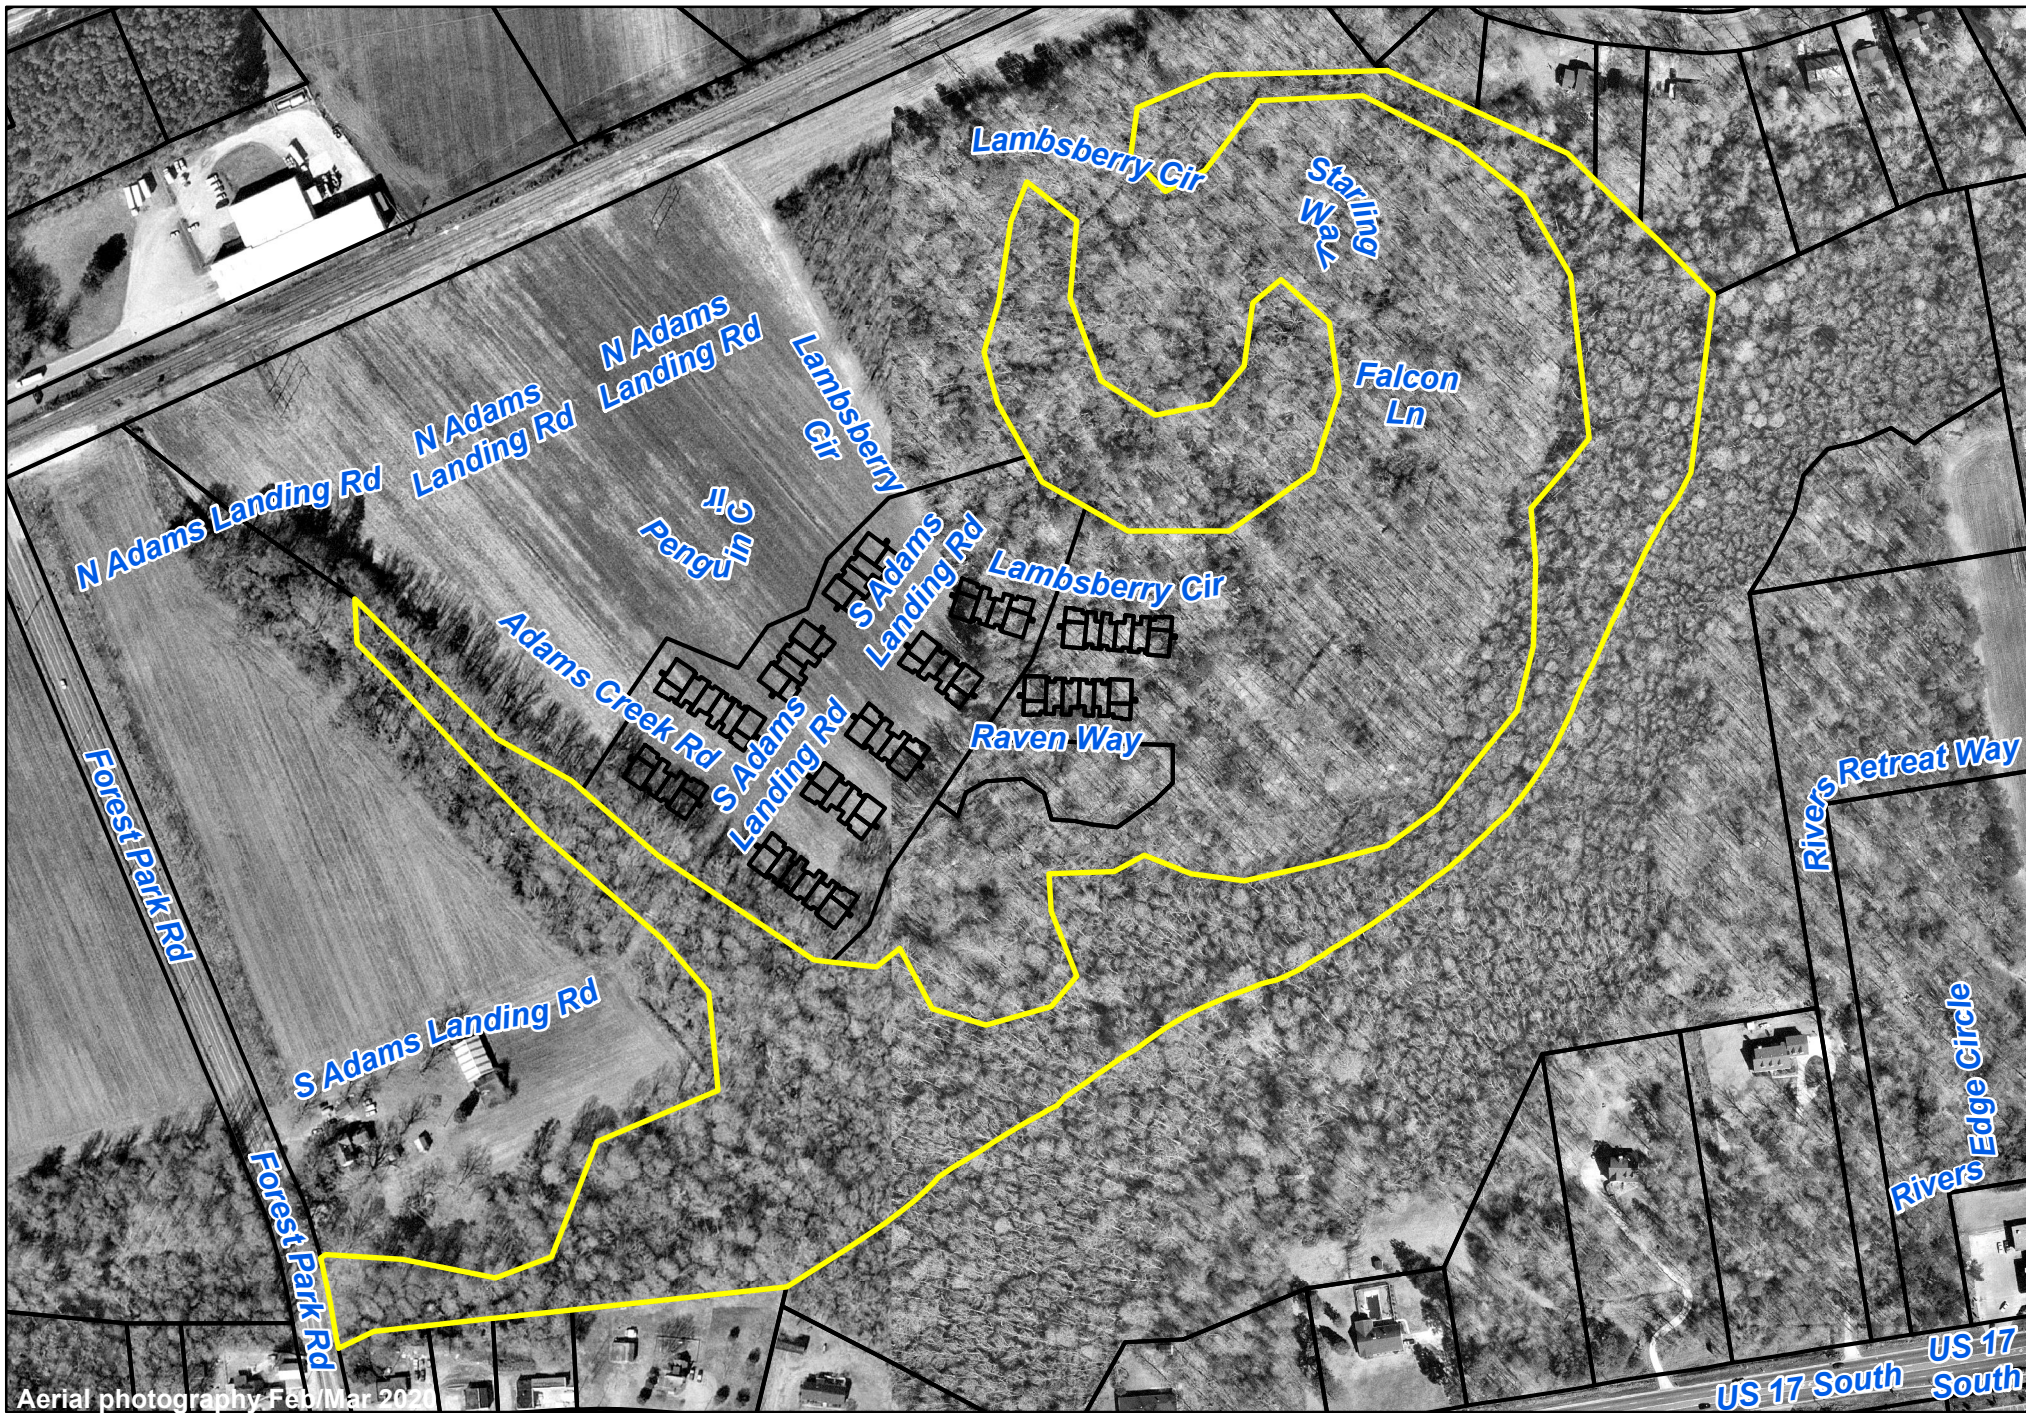 Lambsberry Cir
Starling
Way
N Adams
Landing Rd
Lambsberry
Cir
Falcon
Ln
N Adams
Landing Rd
N Adams Landing Rd
Penguin Cir
S Adams
Landing Rd
Lambsberry Cir
Adams Creek Rd
S Adams
Landing Rd
Raven Way
Forest Park Rd
Rivers Retreat Way
S Adams Landing Rd
Rivers Edge Circle
Forest Park Rd
US 17 South
US 17
South
Aerial photography Feb/Mar 2020